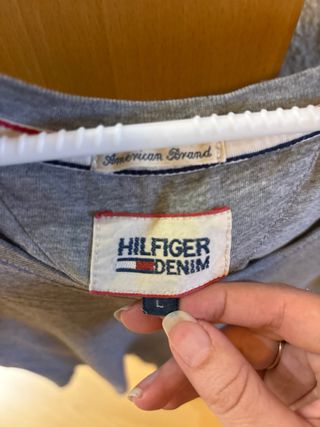 American Brand
HILFIGER
DENIM
L